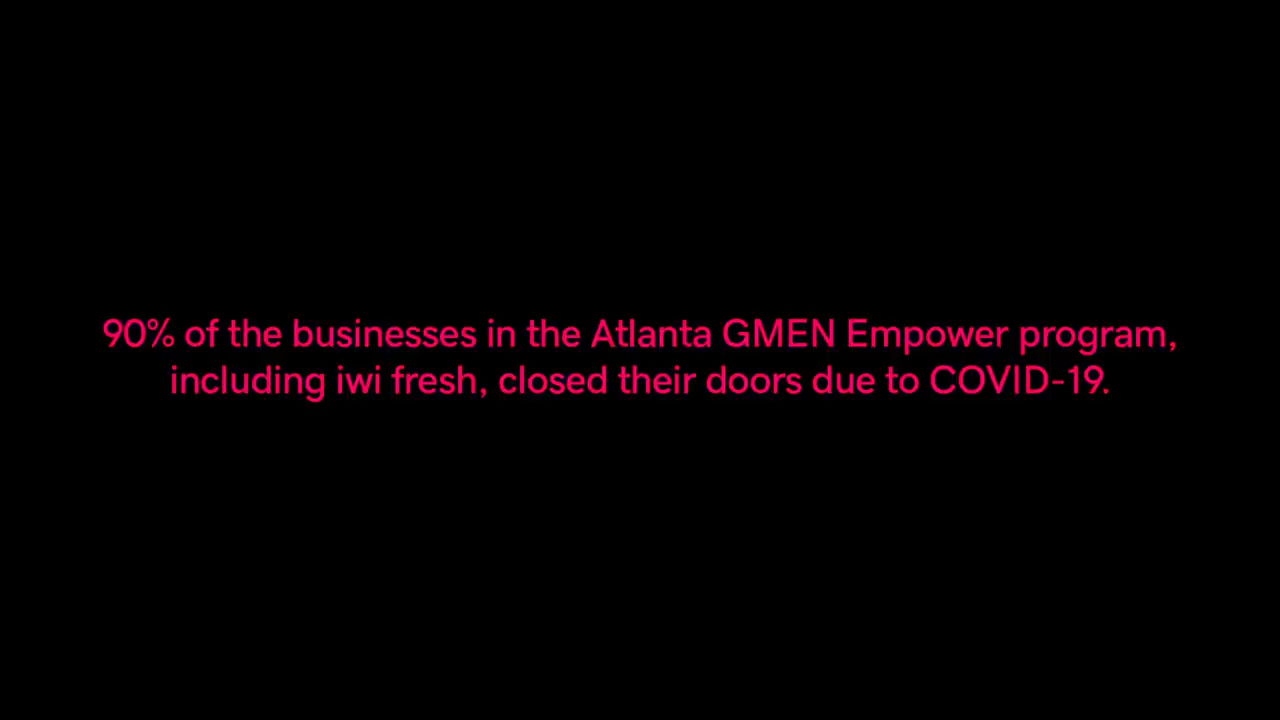 90% of the businesses in the Atlanta GMEN Empower program,
including iwi fresh, closed their doors due to COVID-19.